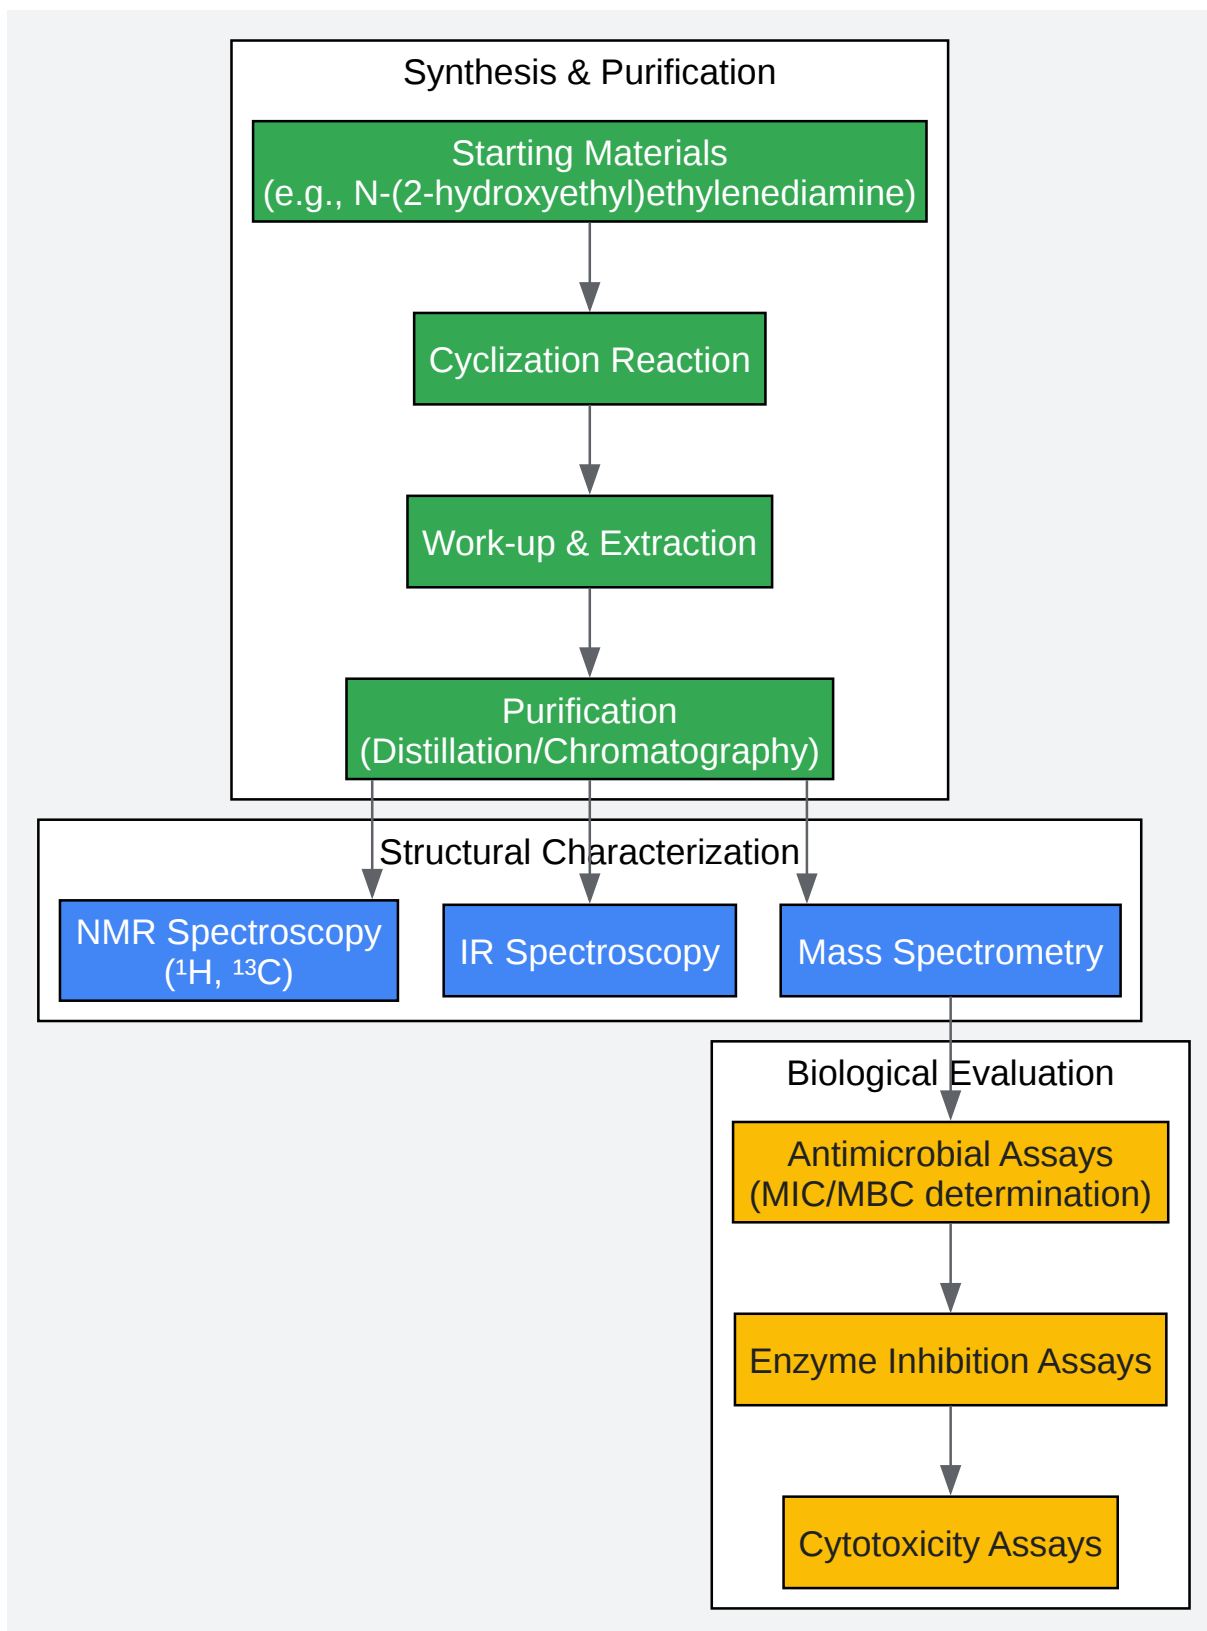 Synthesis & Purification
Starting Materials
(e.g., N-(2-hydroxyethyl)ethylenediamine)
Cyclization Reaction
Work-up & Extraction
Purification
(Distillation/Chromatography)
Structural Characterization
NMR Spectroscopy
(¹H, ¹³C)
IR Spectroscopy
Mass Spectrometry
Biological Evaluation
Antimicrobial Assays
(MIC/MBC determination)
Enzyme Inhibition Assays
Cytotoxicity Assays